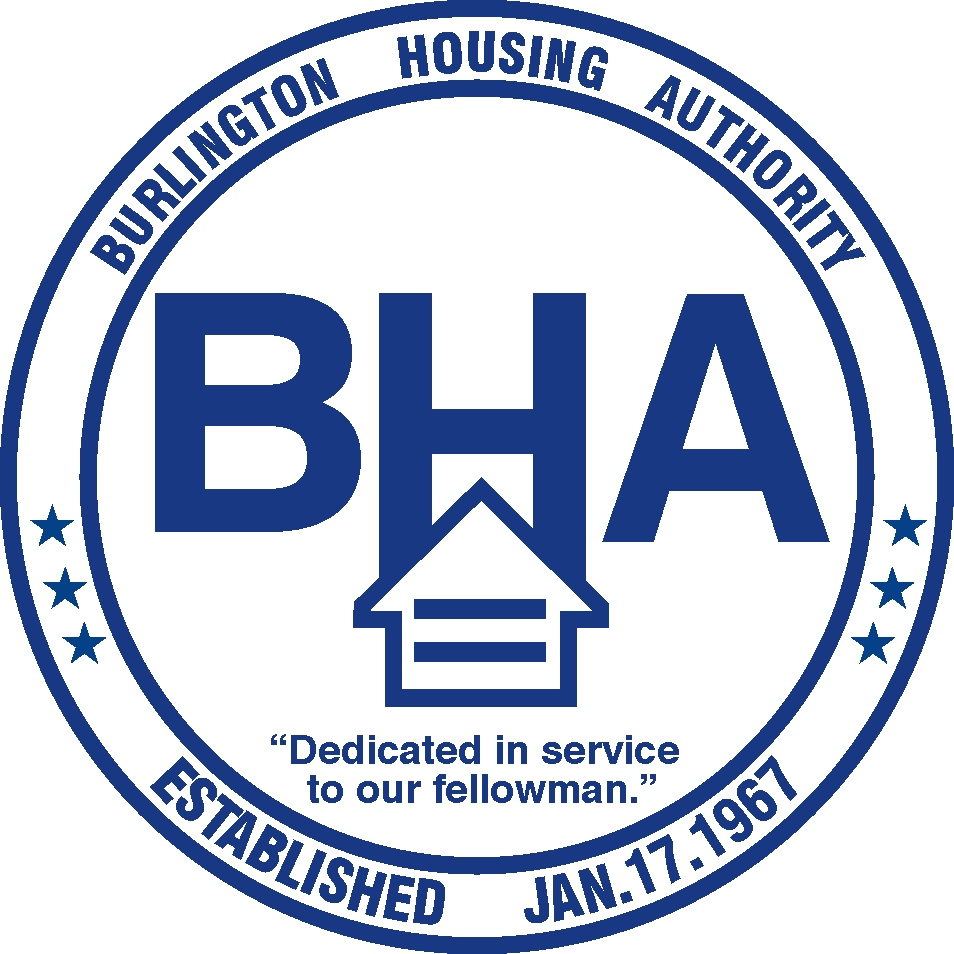 BURLINGTON HOUSING AUTHORITY
BHA
“Dedicated in service
to our fellowman.”
ESTABLISHED JAN.17.1967